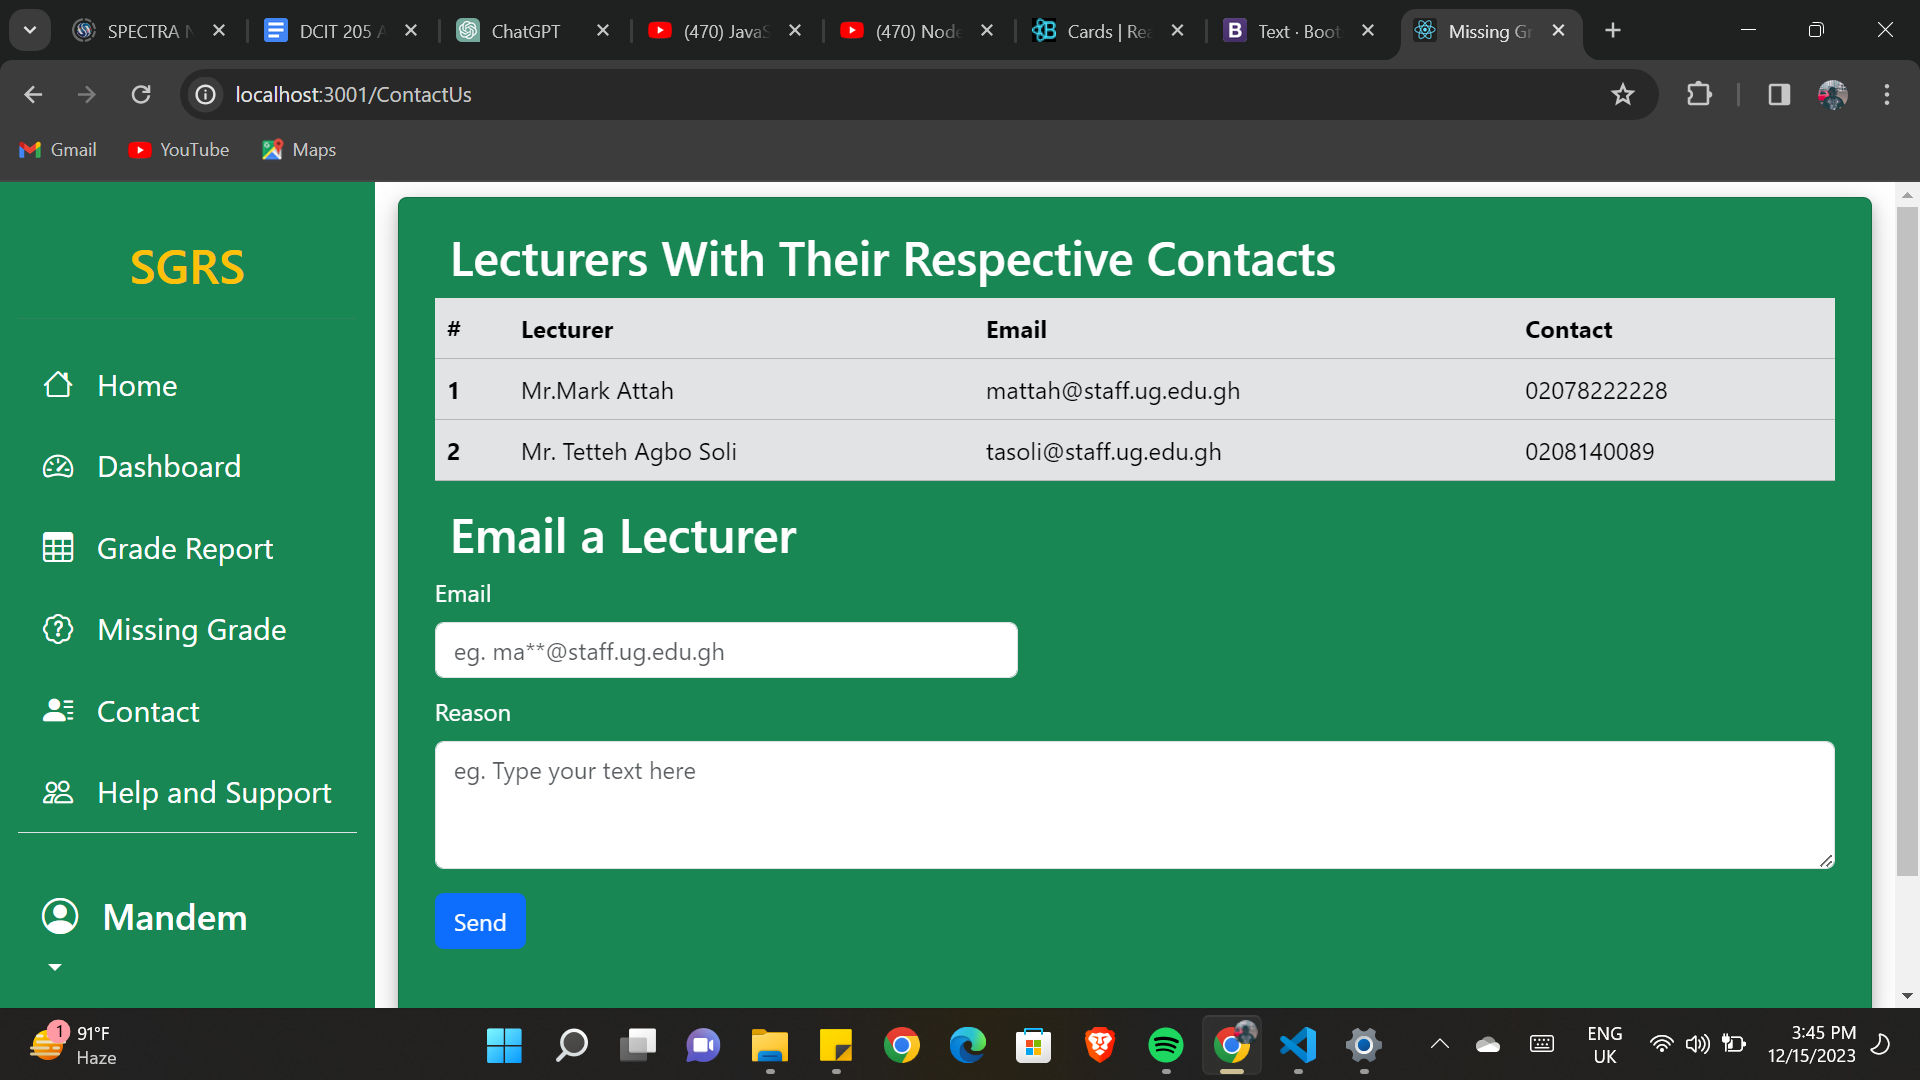 SPECTRA
DCIT 205
ChatGPT
(470) JavaS
(470) Node
Cards | Rea
Text · Boot
Missing Gr
localhost:3001/ContactUs
Gmail
YouTube
Maps
SGRS
Home
Dashboard
Grade Report
Missing Grade
Contact
Help and Support
Mandem
Lecturers With Their Respective Contacts
# Lecturer Email Contact
1 Mr.Mark Attah mattah@staff.ug.edu.gh 02078222228
2 Mr. Tetteh Agbo Soli tasoli@staff.ug.edu.gh 0208140089
Email a Lecturer
Email
eg. ma**@staff.ug.edu.gh
Reason
eg. Type your text here
Send
1
91°F
Haze
ENG
UK
3:45 PM
12/15/2023